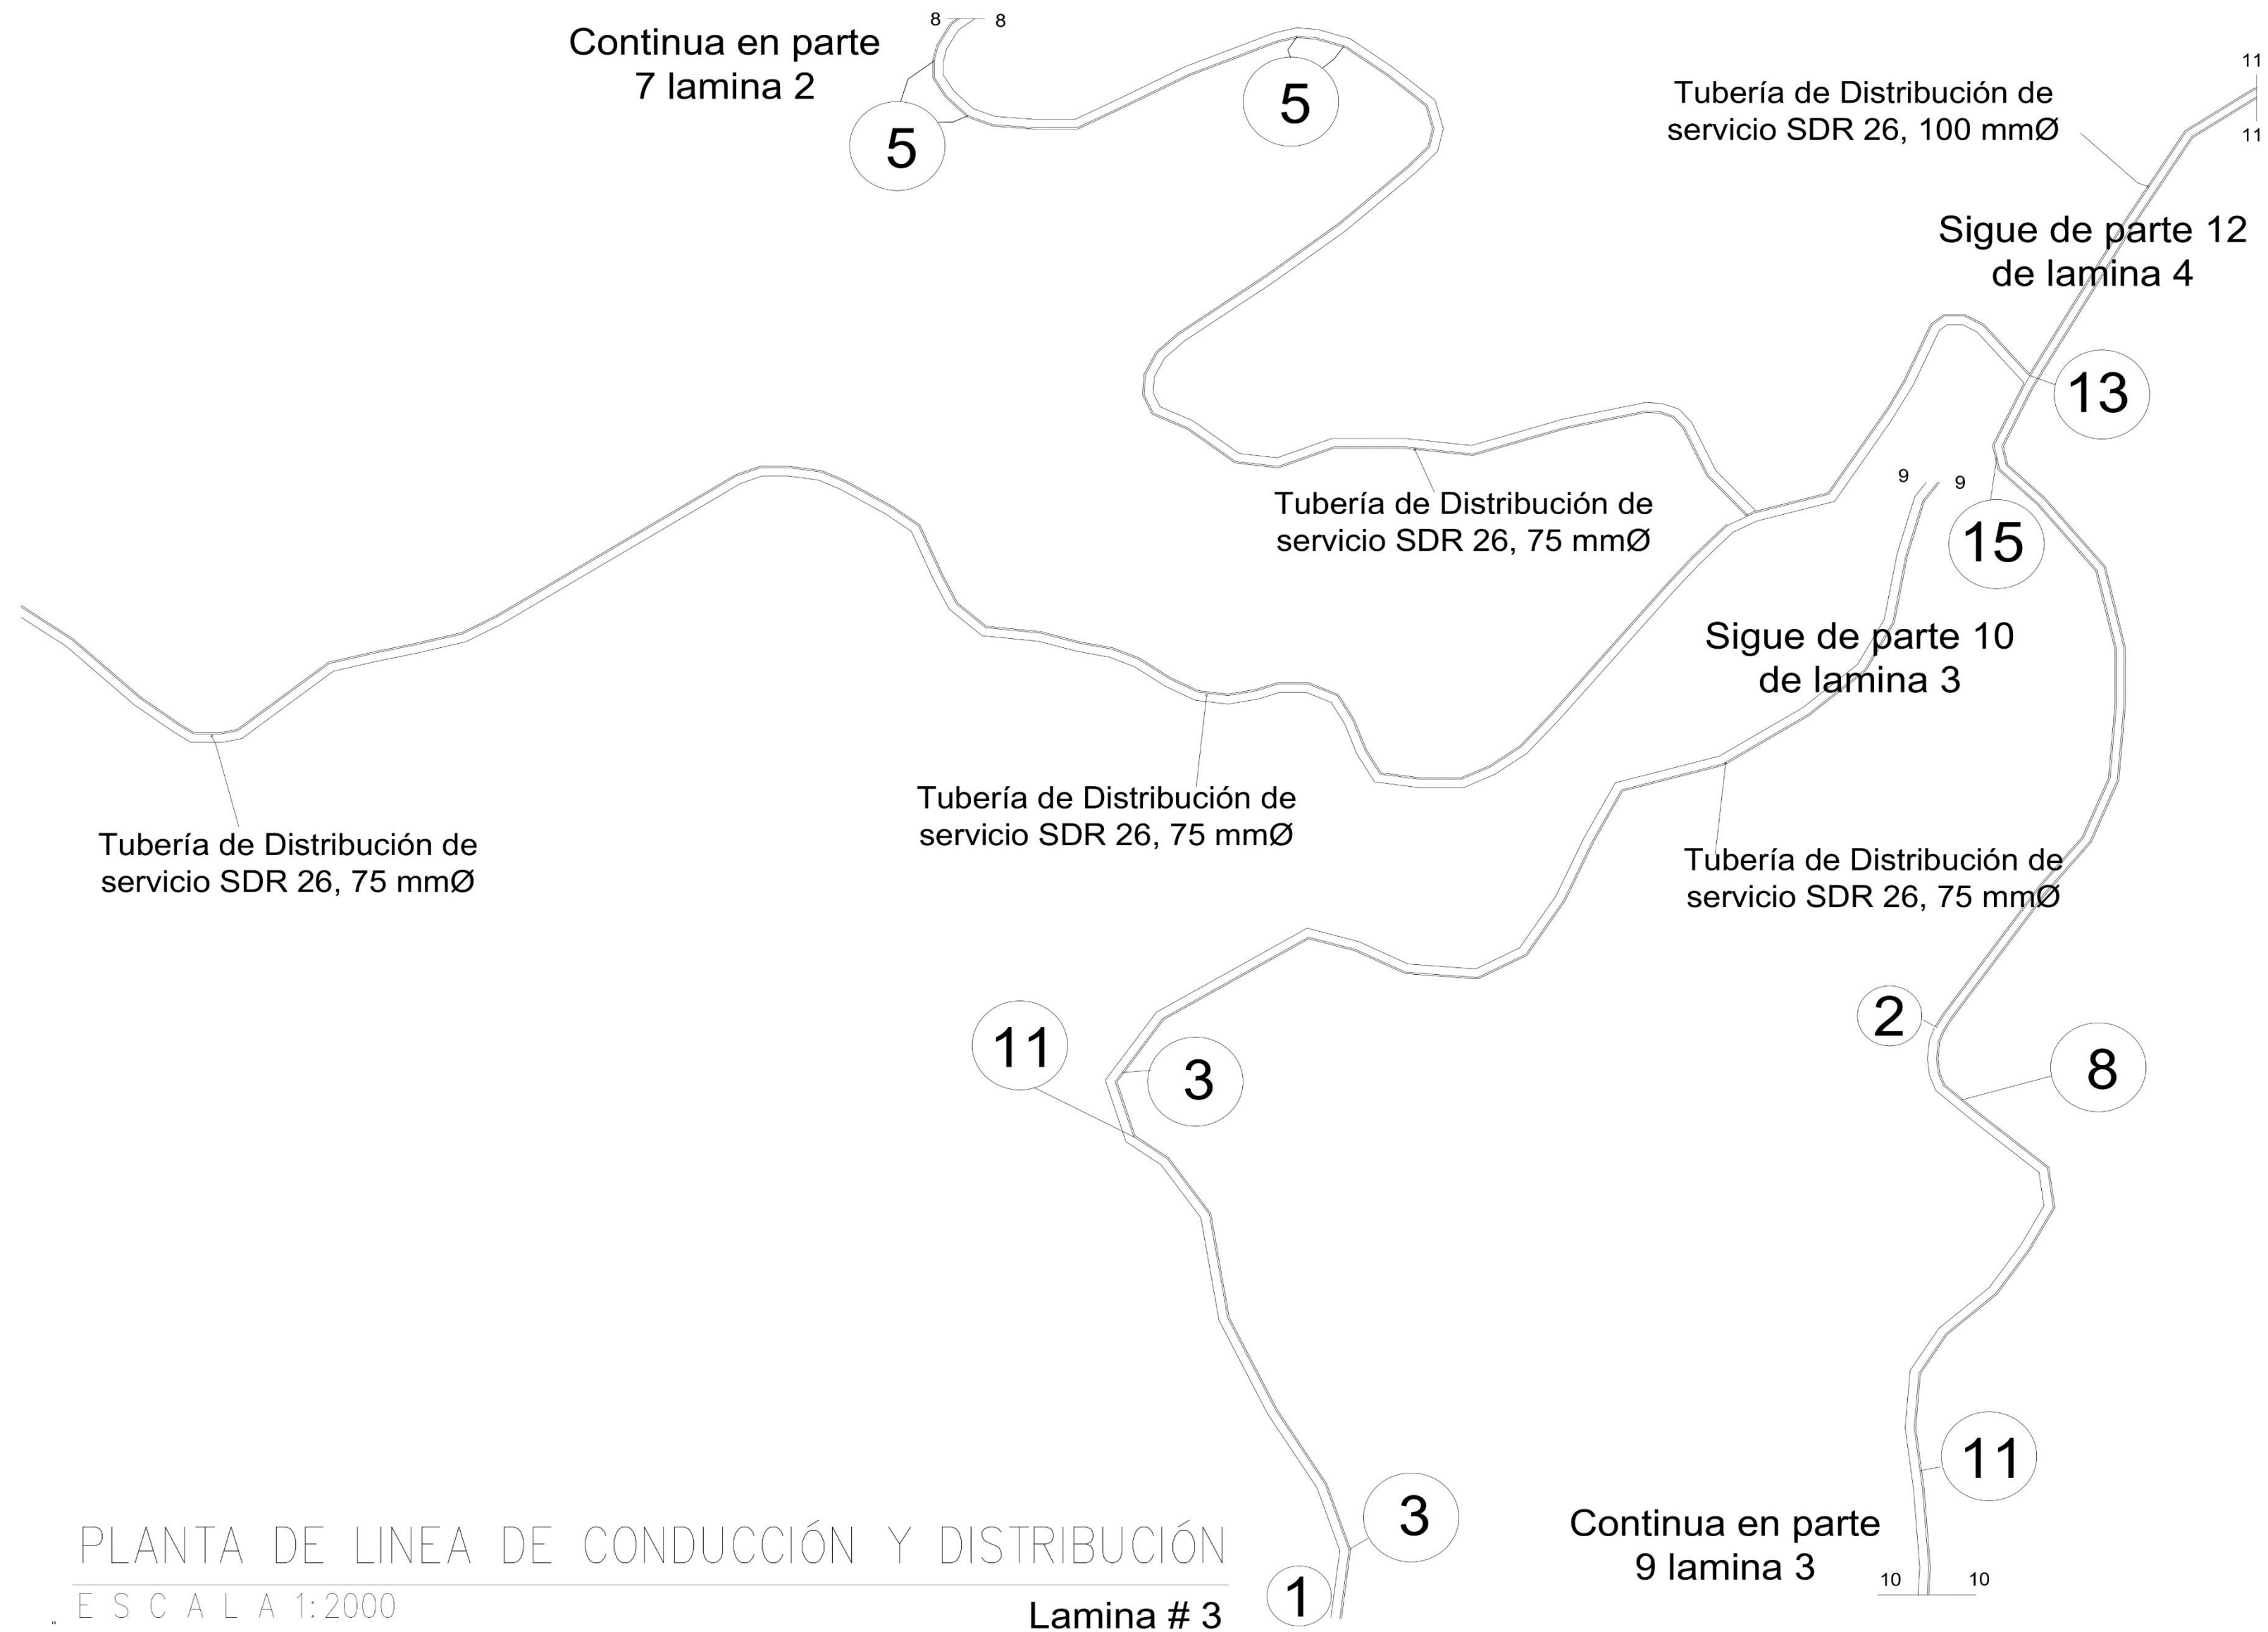 8
8
Continua en parte
7 lamina 2
5
5
11
Tubería de Distribución de
servicio SDR 26, 100 mmØ
11
Sigue de parte 12
de lamina 4
13
9
9
Tubería de Distribución de
servicio SDR 26, 75 mmØ
15
Sigue de parte 10
de lamina 3
Tubería de Distribución de
servicio SDR 26, 75 mmØ
Tubería de Distribución de
servicio SDR 26, 75 mmØ
Tubería de Distribución de
servicio SDR 26, 75 mmØ
2
11
3
8
11
3
Continua en parte
9 lamina 3
10
10
1
PLANTA DE LINEA DE CONDUCCIÓN Y DISTRIBUCIÓN
ESCALA 1:2000
Lamina # 3